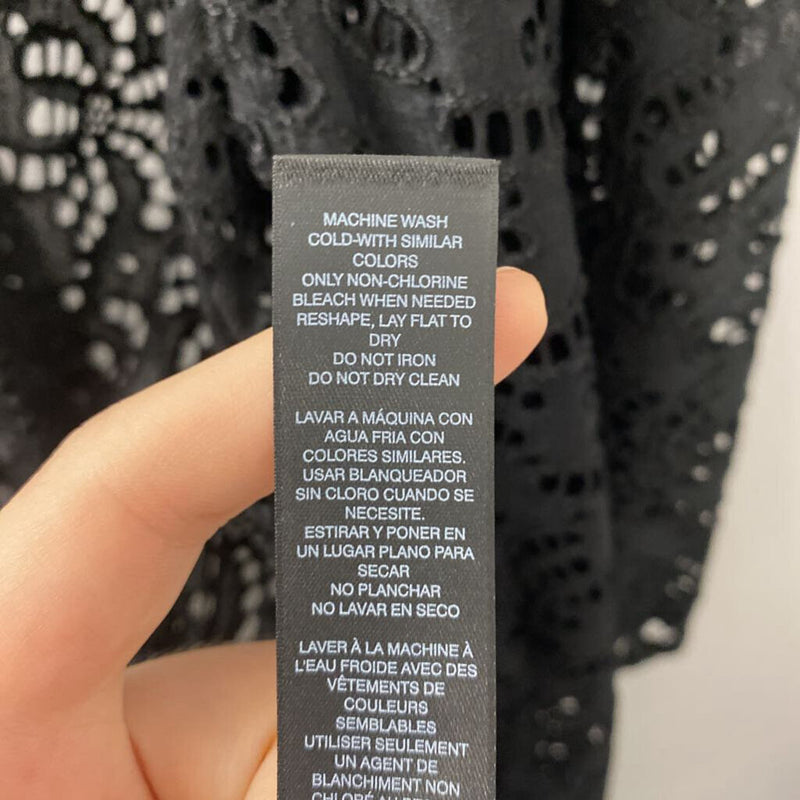 MACHINE WASH
COLD-WITH SIMILAR
COLORS
ONLY NON-CHLORINE
BLEACH WHEN NEEDED
RESHAPE, LAY FLAT TO
DRY
DO NOT IRON
DO NOT DRY CLEAN
LAVAR A MÁQUINA CON
AGUA FRIA CON
COLORES SIMILARES.
USAR BLANQUEADOR
SIN CLORO CUANDO SE
NECESITE.
ESTIRAR Y PONER EN
UN LUGAR PLANO PARA
SECAR
NO PLANCHAR
NO LAVAR EN SECO
LAVER À LA MACHINE À
L'EAU FROIDE AVEC DES
VÊTEMENTS DE
COULEURS
SEMBLABLES
UTILISER SEULEMENT
UN AGENT DE
BLANCHIMENT NON
CHLORÉ AU